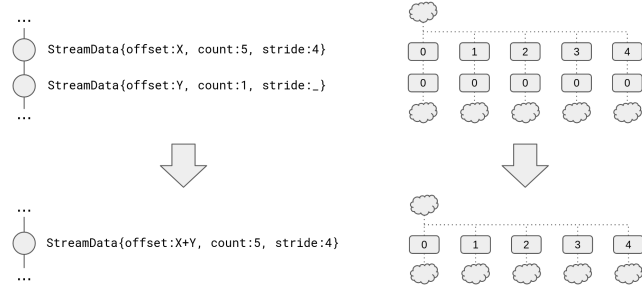 ...
StreamData{offset:X, count:5, stride:4}
StreamData{offset:Y, count:1, stride:_}
...
0 1 2 3 4
0 0 0 0 0
...
StreamData{offset:X+Y, count:5, stride:4}
...
0 1 2 3 4